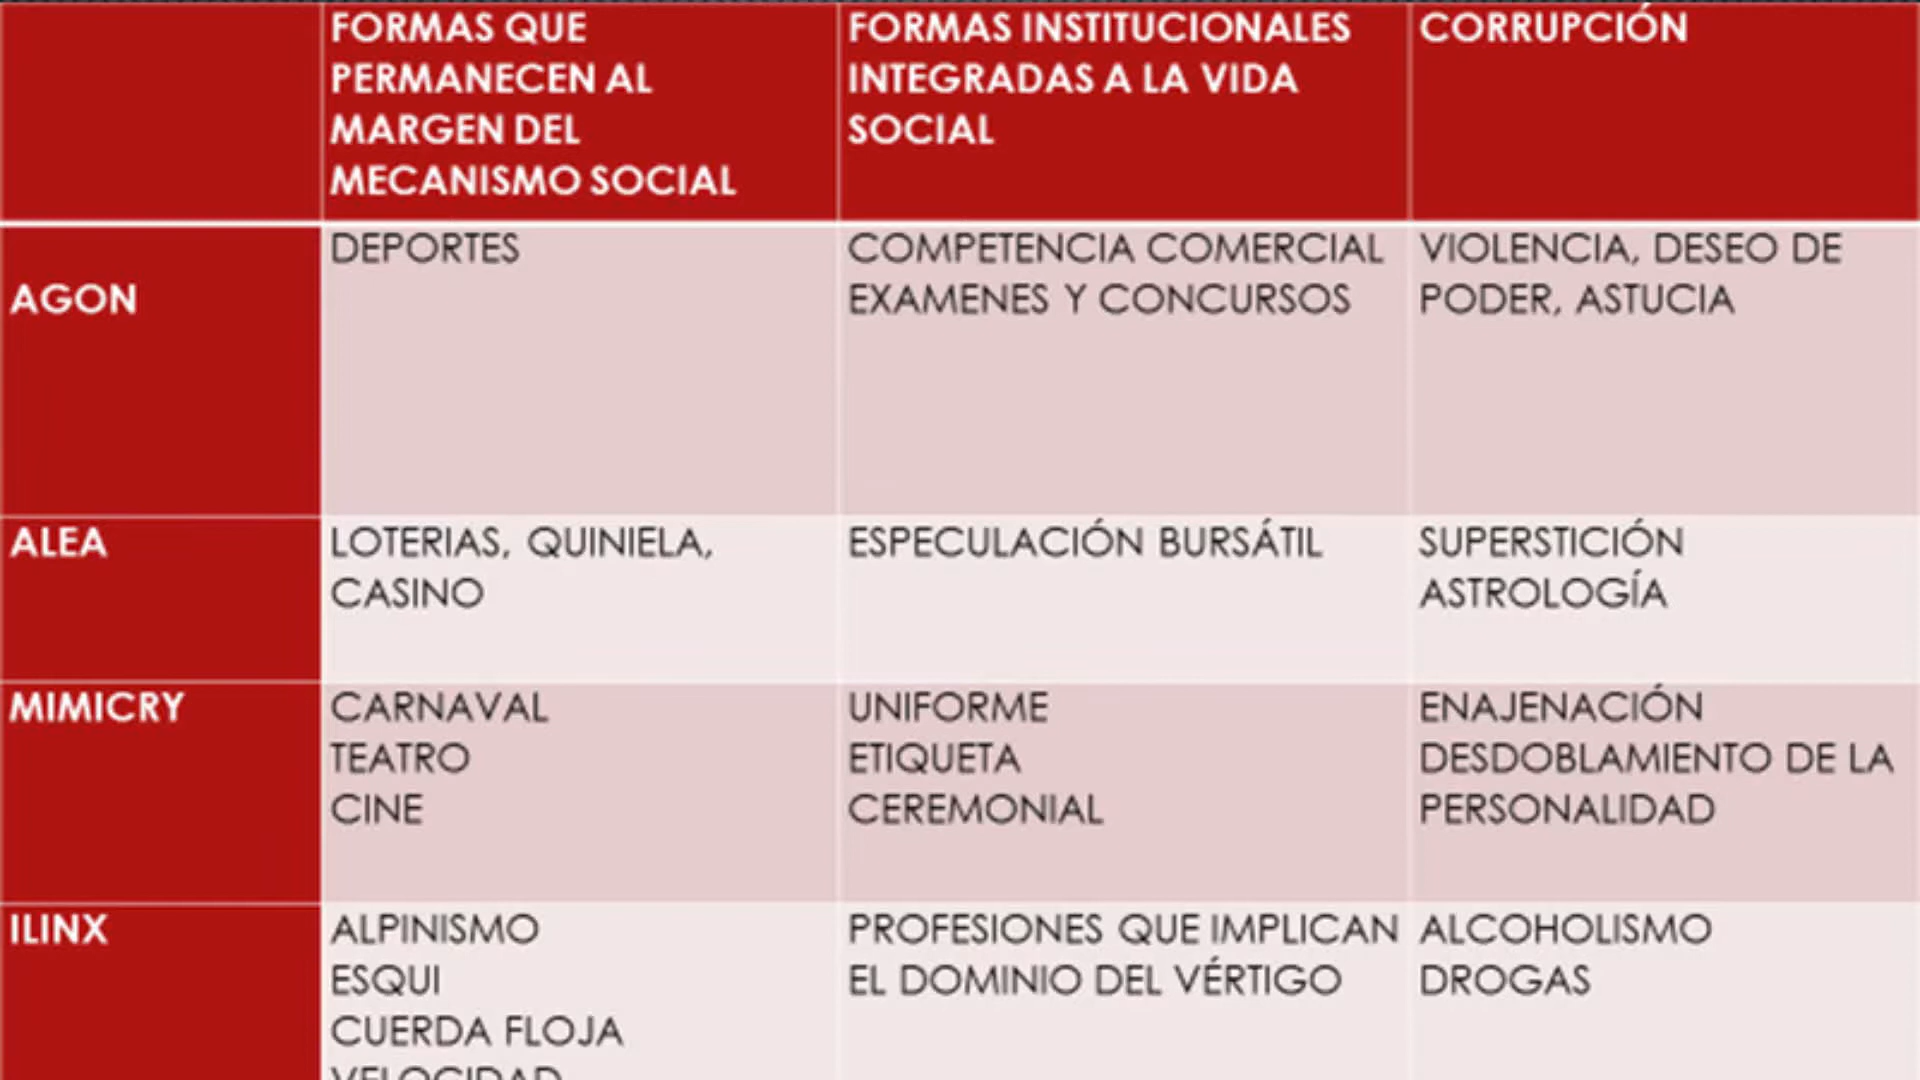 FORMAS QUE
PERMANECEN AL
MARGEN DEL
MECANISMO SOCIAL
FORMAS INSTITUCIONALES
INTEGRADAS A LA VIDA
SOCIAL
CORRUPCIÓN
AGON
DEPORTES
COMPETENCIA COMERCIAL
EXAMENES Y CONCURSOS
VIOLENCIA, DESEO DE
PODER, ASTUCIA
ALEA
LOTERIAS, QUINIELA,
CASINO
ESPECULACIÓN BURSÁTIL
SUPERSTICIÓN
ASTROLOGÍA
MIMICRY
CARNAVAL
TEATRO
CINE
UNIFORME
ETIQUETA
CEREMONIAL
ENAJENACIÓN
DESDOBLAMIENTO DE LA
PERSONALIDAD
ILINX
ALPINISMO
ESQUI
CUERDA FLOJA
VELOCIDAD
PROFESIONES QUE IMPLICAN
EL DOMINIO DEL VÉRTIGO
ALCOHOLISMO
DROGAS